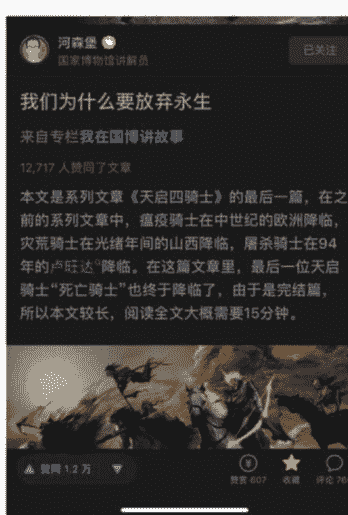 河森堡
国家博物馆讲解员
已关注
我们为什么要放弃永生
来自专栏我在国博讲故事
12,717 人赞同了文章
本文是系列文章《天启四骑士》的最后一篇，在之
前的系列文章中，瘟疫骑士在中世纪的欧洲降临，
灾荒骑士在光绪年间的山西降临，屠杀骑士在94
年的卢旺达降临。在这篇文章里，最后一位天启
骑士“死亡骑士”也终于降临了，由于是完结篇，
所以本文较长，阅读全文大概需要15分钟。
赞同 1.2 万
赞赏 607
收藏
评论